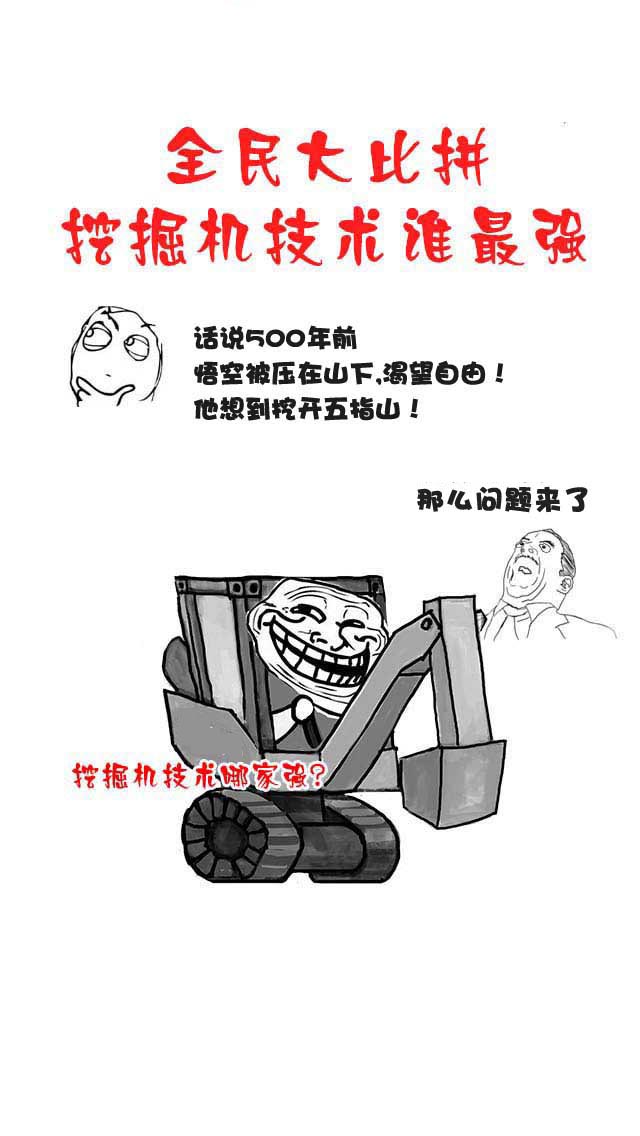 全民大比拼
挖掘机技术谁最强
话说500年前
悟空被压在山下,渴望自由！
他想到挖开五指山！
那么问题来了
挖掘机技术哪家强?